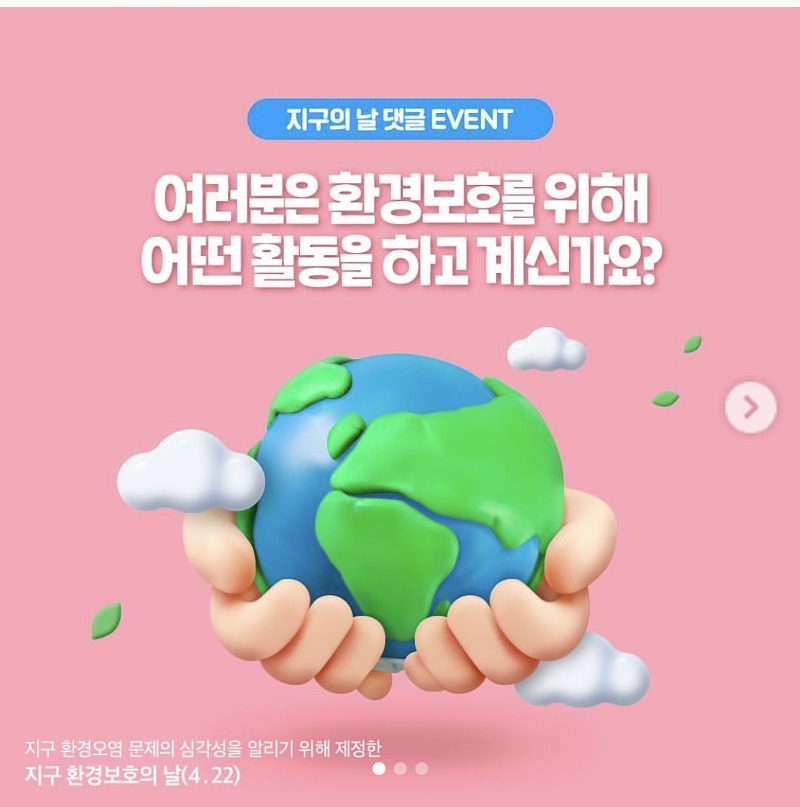 지구의 날 댓글 EVENT
여러분은 환경보호를 위해
어떤 활동을 하고 계신가요?
지구 환경오염 문제의 심각성을 알리기 위해 제정한
지구 환경보호의 날(4.22)